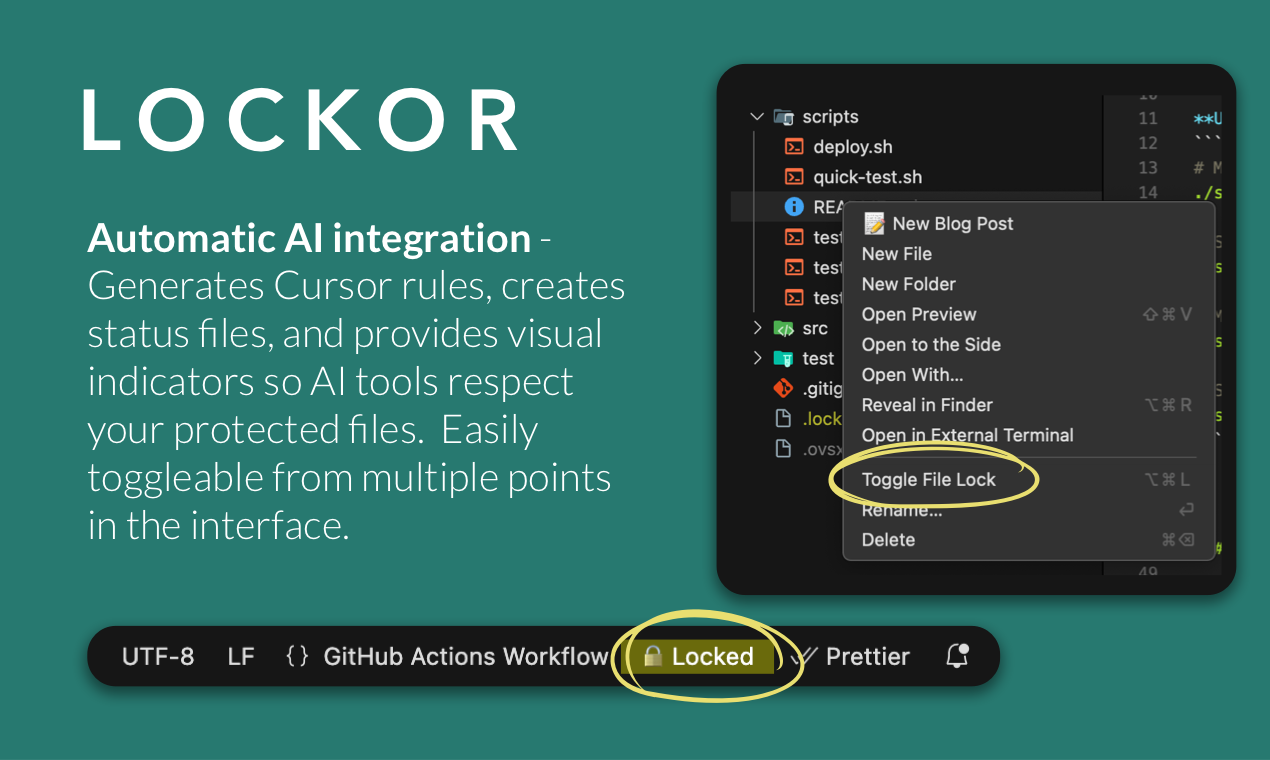 LOCKOR
Automatic AI integration -
Generates Cursor rules, creates
status files, and provides visual
indicators so AI tools respect
your protected files.  Easily
toggleable from multiple points
in the interface.
scripts
deploy.sh
quick-test.sh
src
test
11
12 ```
13 #
14
New Blog Post
New File
New Folder
Open Preview ⇧⌘V
Open to the Side
Open With...
Reveal in Finder ⌥⌘R
Open in External Terminal
Toggle File Lock ⌥⌘L
Rename... ⏎
Delete ⌘⌫
UTF-8 LF {} GitHub Actions Workflow 🔒 Locked Prettier